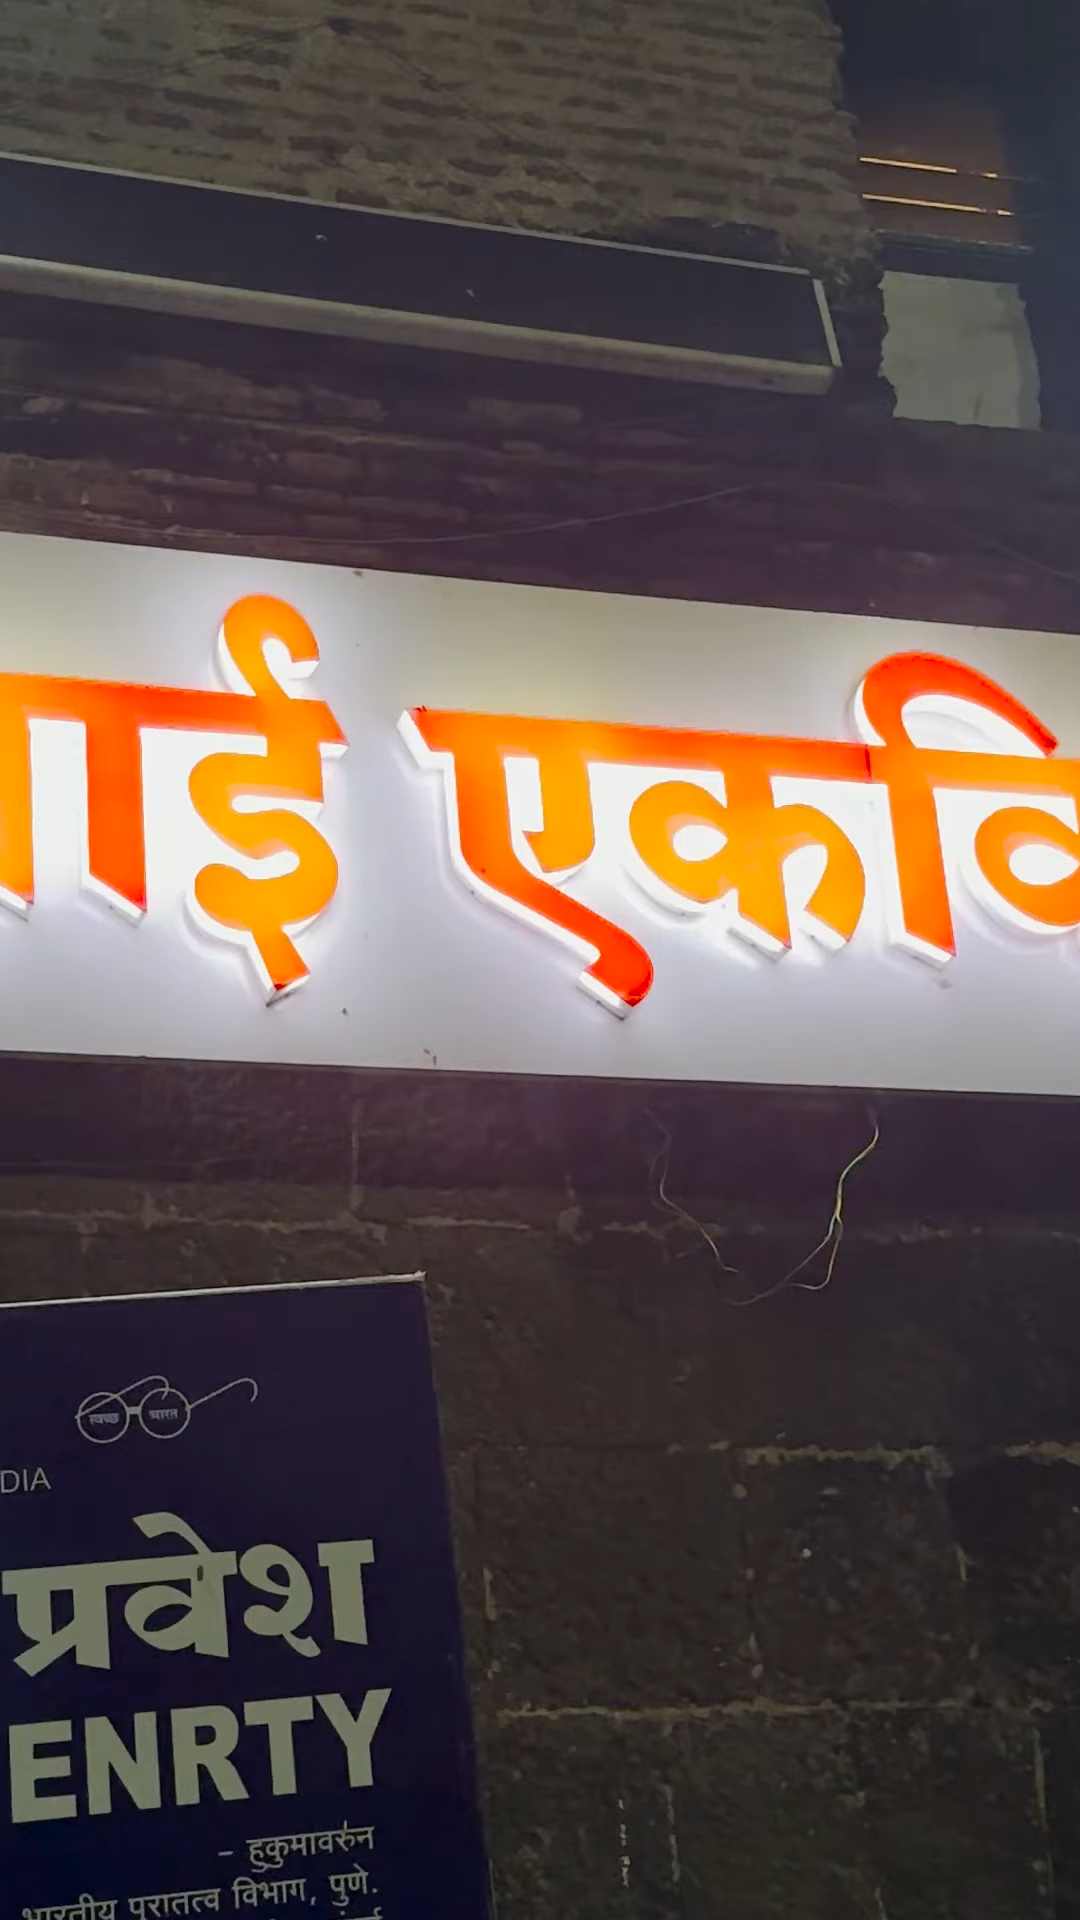 ाई एकवि
स्वच्छ भारत
DIA
प्रवेश
ENRTY
- हुकुमावरुन
भारतीय पुरातत्व विभाग, पुणे.